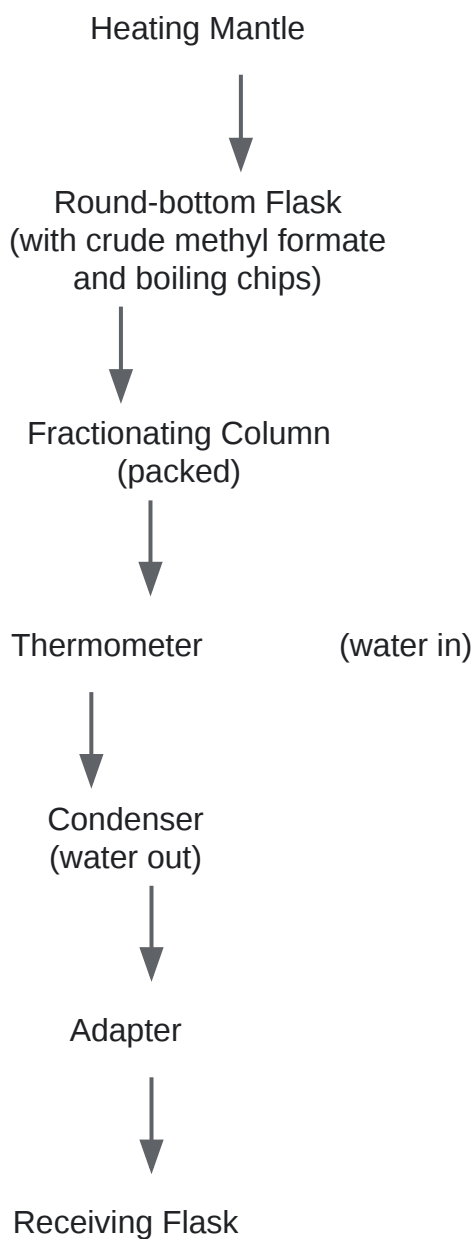 Heating Mantle
Round-bottom Flask
(with crude methyl formate
and boiling chips)
Fractionating Column
(packed)
Thermometer (water in)
Condenser
(water out)
Adapter
Receiving Flask